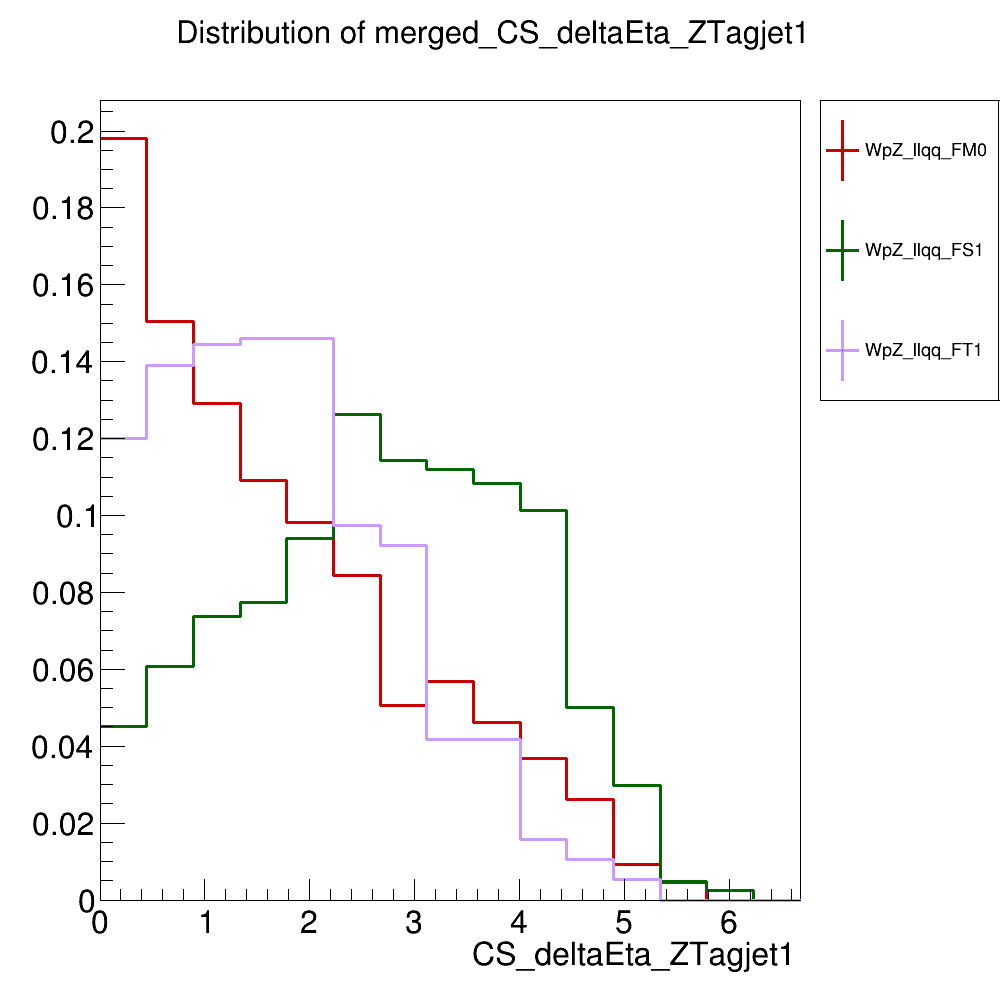 Distribution of merged_CS_deltaEta_ZTagjet1
WpZ_llqq_FM0
WpZ_llqq_FS1
WpZ_llqq_FT1
0.2
0.18
0.16
0.14
0.12
0.1
0.08
0.06
0.04
0.02
0
0 1 2 3 4 5 6
CS_deltaEta_ZTagjet1